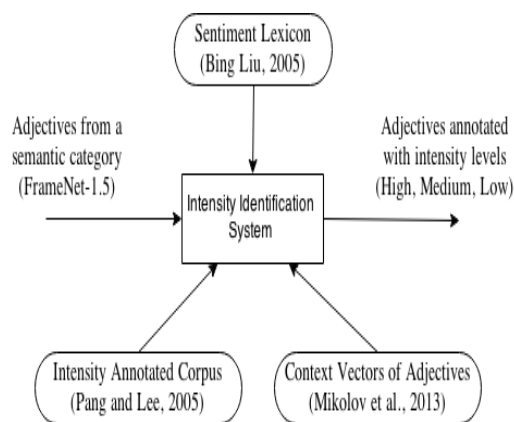 Sentiment Lexicon
(Bing Liu, 2005)
Adjectives from a
semantic category
(FrameNet-1.5)
Adjectives annotated
with intensity levels
(High, Medium, Low)
Intensity Identification
System
Intensity Annotated Corpus
(Pang and Lee, 2005)
Context Vectors of Adjectives
(Mikolov et al., 2013)